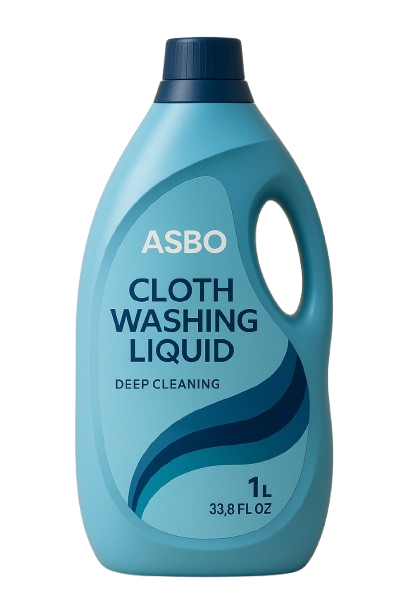 ASBO
CLOTH
WASHING
LIQUID
DEEP CLEANING
1L
33,8 FL OZ